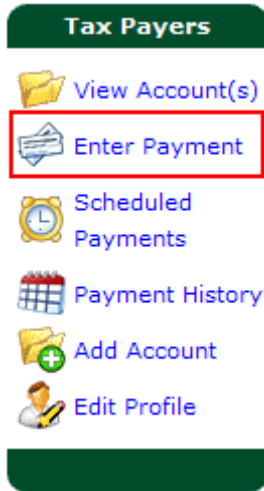 Tax Payers
View Account(s)
Enter Payment
Scheduled
Payments
Payment History
Add Account
Edit Profile